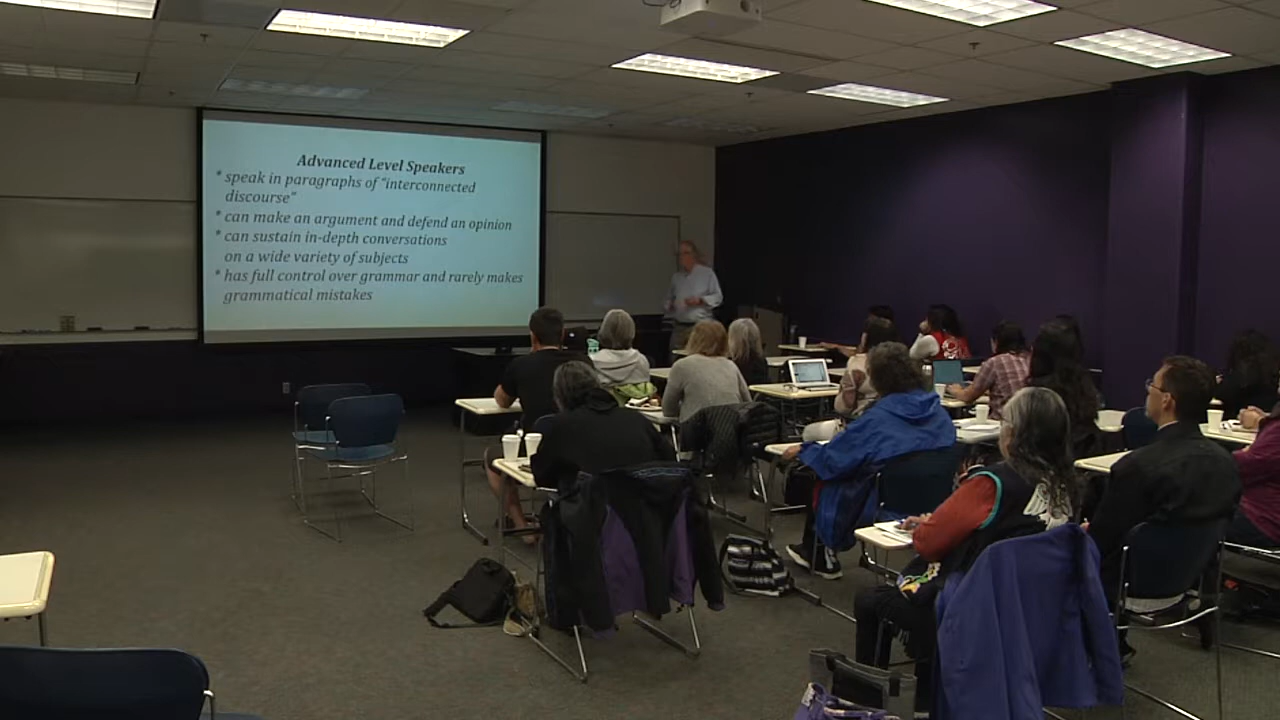 Advanced Level Speakers
* speak in paragraphs of "interconnected
discourse"
* can make an argument and defend an opinion
* can sustain in-depth conversations
on a wide variety of subjects
* has full control over grammar and rarely makes
grammatical mistakes